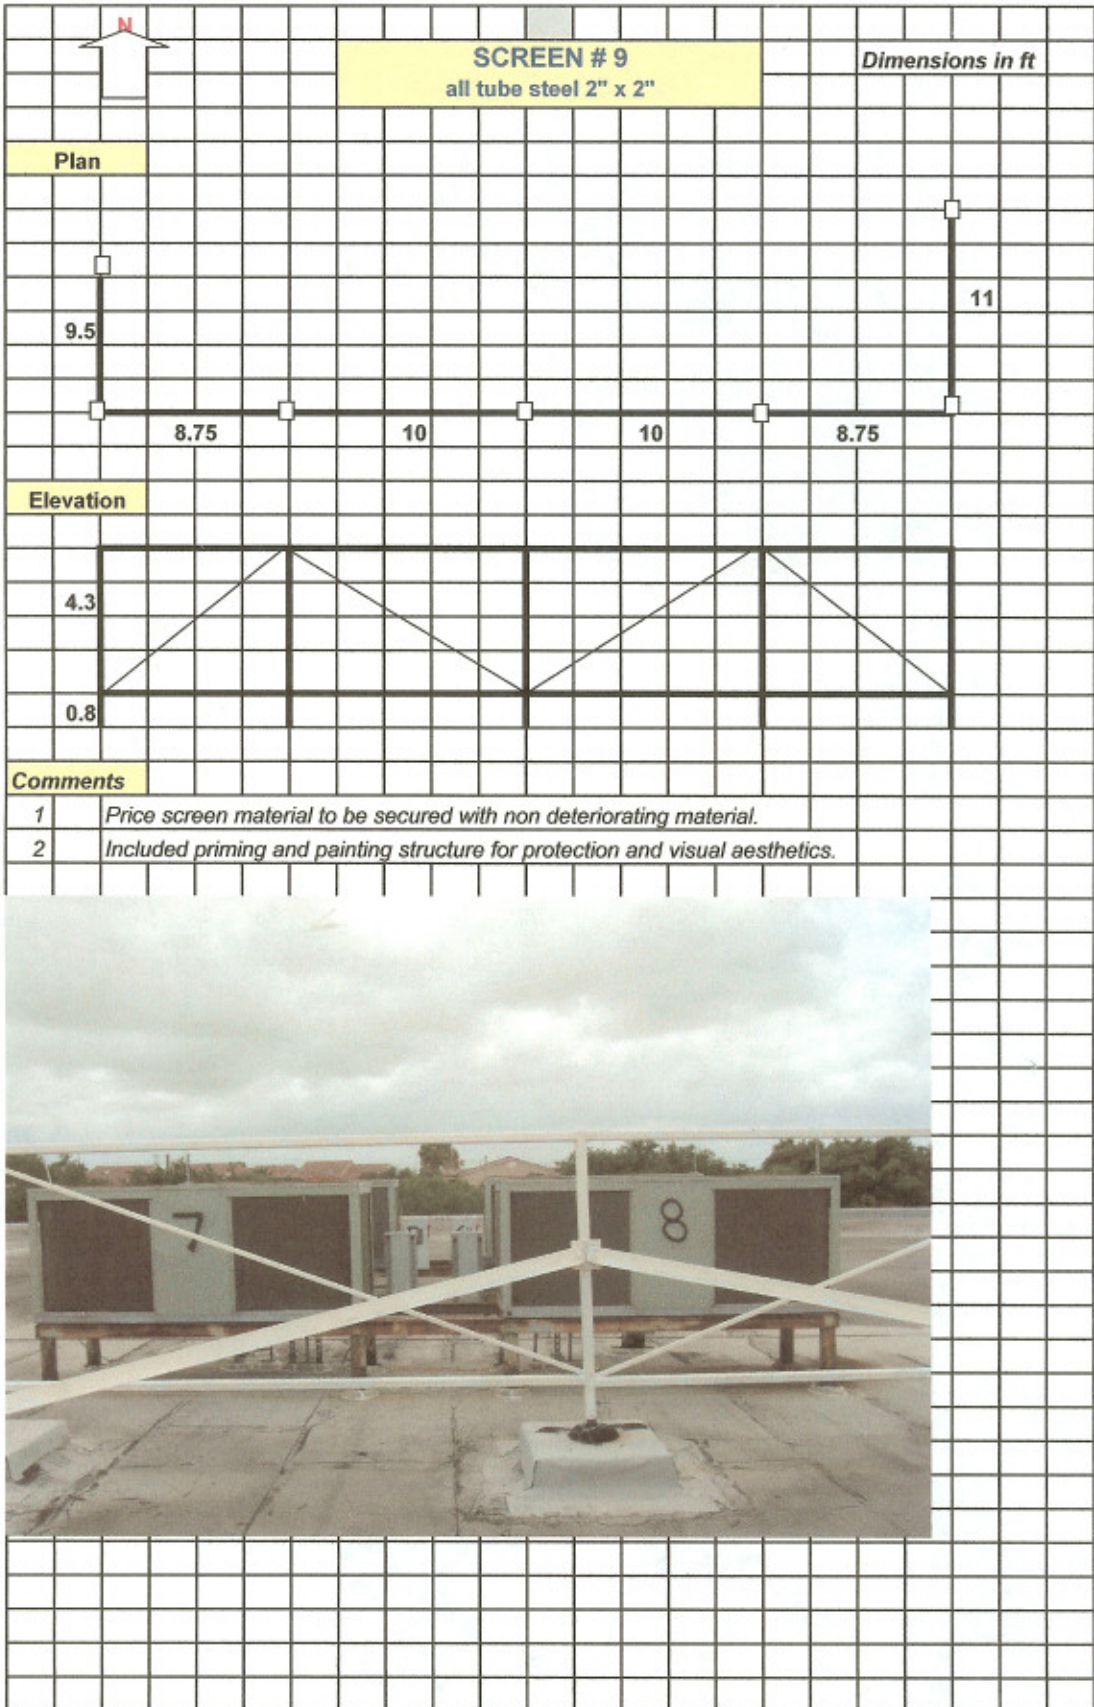 N
SCREEN # 9
all tube steel 2" x 2"
Dimensions in ft
Plan
9.5
11
8.75
10
10
8.75
Elevation
4.3
0.8
Comments
1 Price screen material to be secured with non deteriorating material.
2 Included priming and painting structure for protection and visual aesthetics.
7
8